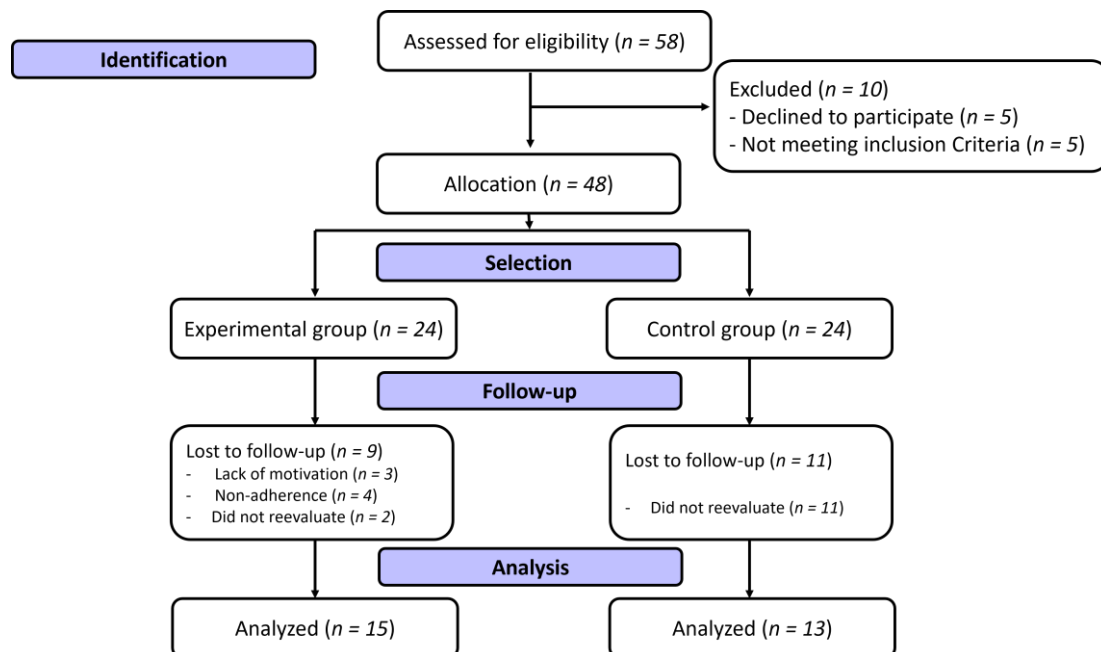 Assessed for eligibility (n = 58)
Identification
Excluded (n = 10)
- Declined to participate (n = 5)
- Not meeting inclusion Criteria (n = 5)
Allocation (n = 48)
Selection
Experimental group (n = 24)
Control group (n = 24)
Follow-up
Lost to follow-up (n = 9)
- Lack of motivation (n = 3)
- Non-adherence (n = 4)
- Did not reevaluate (n = 2)
Lost to follow-up (n = 11)
- Did not reevaluate (n = 11)
Analysis
Analyzed (n = 15)
Analyzed (n = 13)